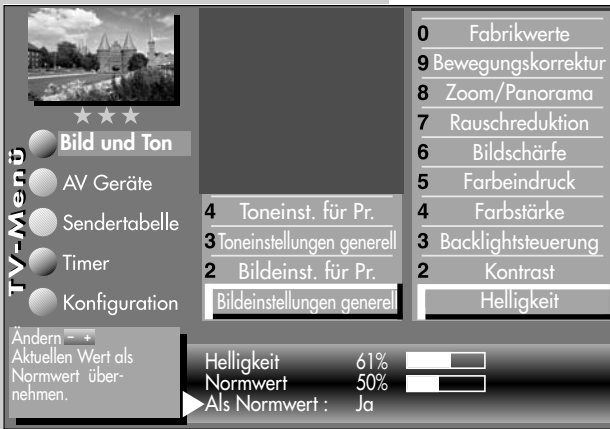 TV-Menü
Bild und Ton
AV Geräte
Sendertabelle
Timer
Konfiguration
4 Toneinst. für Pr.
3 Toneinstellungen generell
2 Bildeinst. für Pr.
Bildeinstellungen generell
0 Fabrikwerte
9 Bewegungskorrektur
8 Zoom/Panorama
7 Rauschreduktion
6 Bildschärfe
5 Farbeindruck
4 Farbstärke
3 Backlightsteuerung
2 Kontrast
Helligkeit
Ändern - +
Aktuellen Wert als
Normwert über-
nehmen.
Helligkeit 61%
Normwert 50%
Als Normwert : Ja